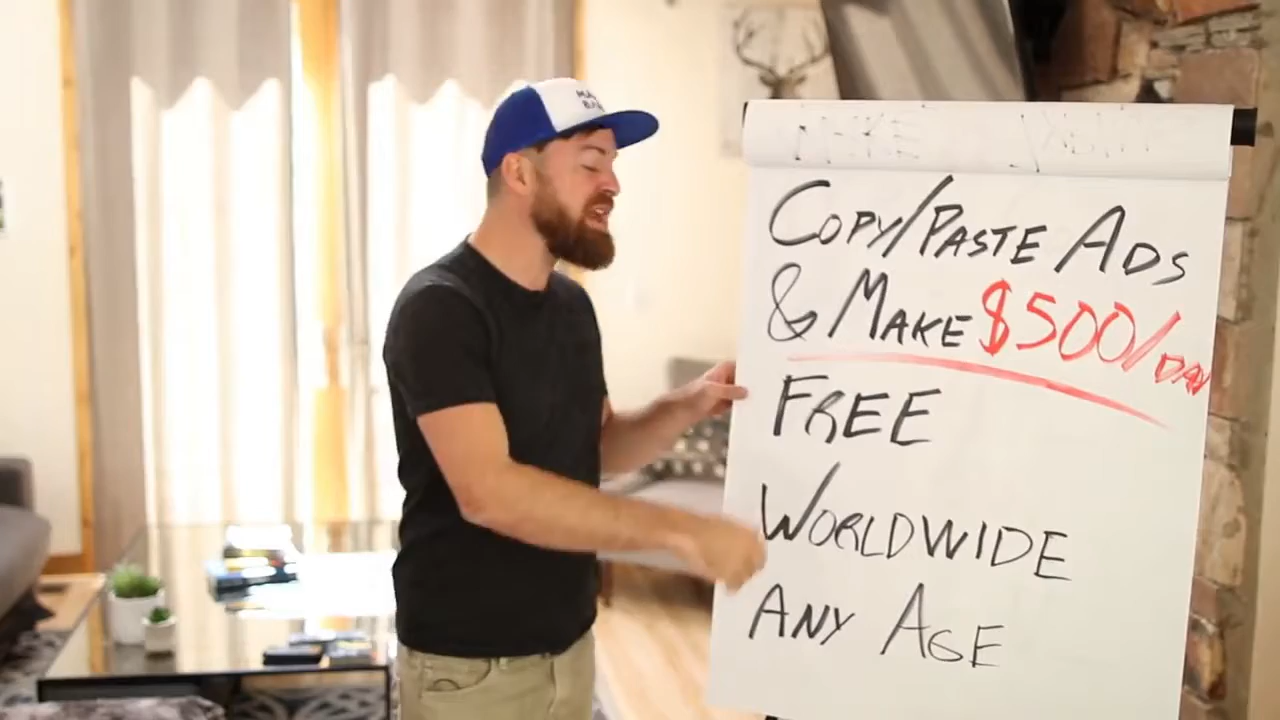 COPY/PASTE ADS
& MAKE $500/DAY
FREE
WORLDWIDE
ANY AGE